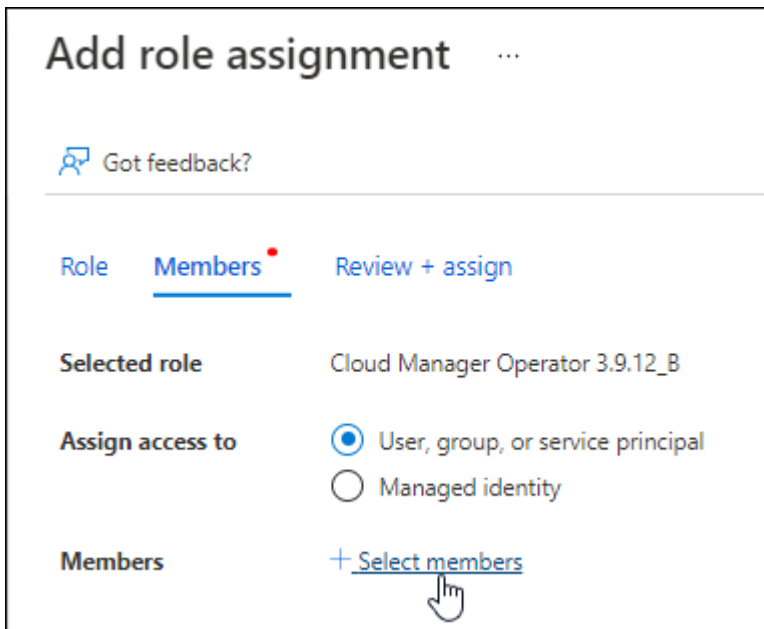 Add role assignment ...
Got feedback?
Role Members Review + assign
Selected role Cloud Manager Operator 3.9.12_B
Assign access to User, group, or service principal
Managed identity
Members + Select members